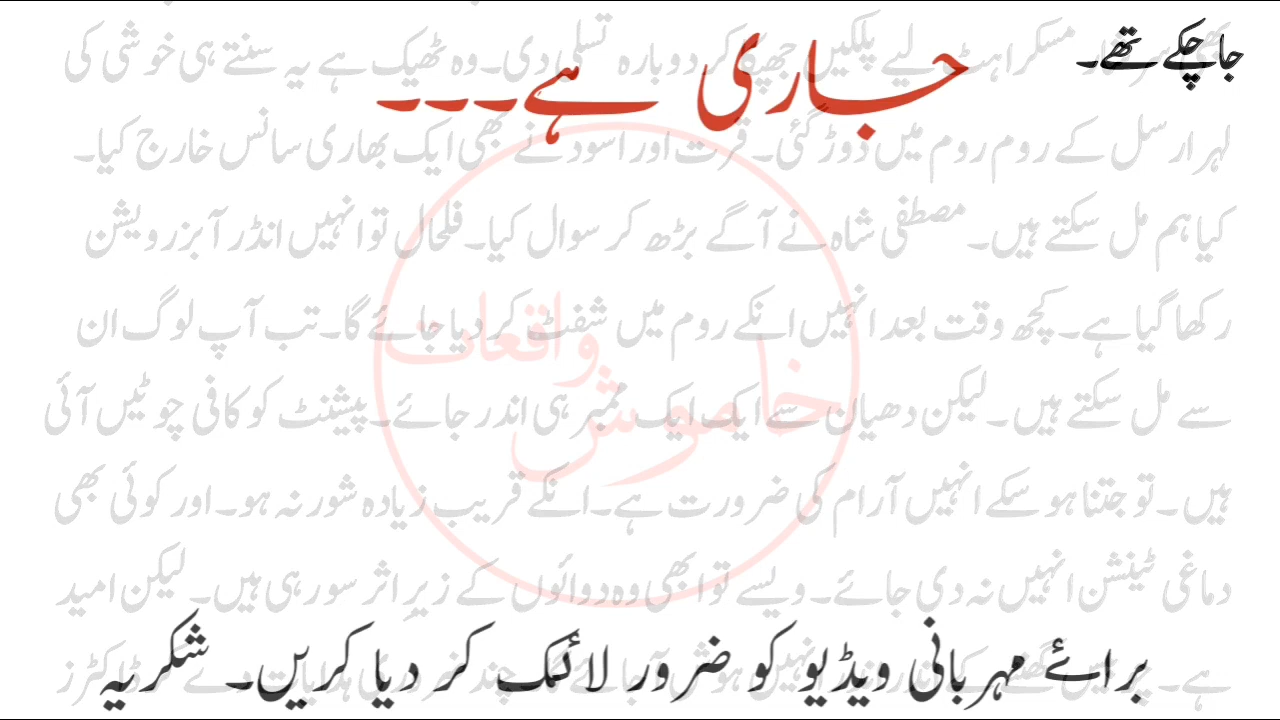 جا چکے تھے۔
جاری ہے۔۔۔
مسکراہٹ لیے پلکیں جھپکا کر دوبارہ تسلی دی۔ وہ ٹھیک ہے یہ سنتے ہی خوشی کی
لہر ارسل کے روم روم میں دوڑ گئی۔ قرت اور اسود نے بھی ایک بھاری سانس خارج کیا۔
کیا ہم مل سکتے ہیں۔ مصطفی شاہ نے آگے بڑھ کر سوال کیا۔ فلحال تو انہیں انڈر آبزرویشن
رکھا گیا ہے۔ کچھ وقت بعد انہیں انکے روم میں شفٹ کر دیا جائے گا۔ تب آپ لوگ ان
سے مل سکتے ہیں۔ لیکن دھیان سے ایک ایک ممبر ہی اندر جائے۔ پیشنٹ کو کافی چوٹیں آئی
ہیں۔ تو جتنا ہو سکے انہیں آرام کی ضرورت ہے۔ انکے قریب زیادہ شور نہ ہو۔ اور کوئی بھی
دماغی ٹینشن انہیں نہ دی جائے۔ ویسے تو ابھی وہ دوائوں کے زیرِ اثر سو رہی ہیں۔ لیکن امید
ہے۔
خاموش واقعات
برائے مہربانی ویڈیو کو ضرور لائک کر دیا کریں۔ شکریہ